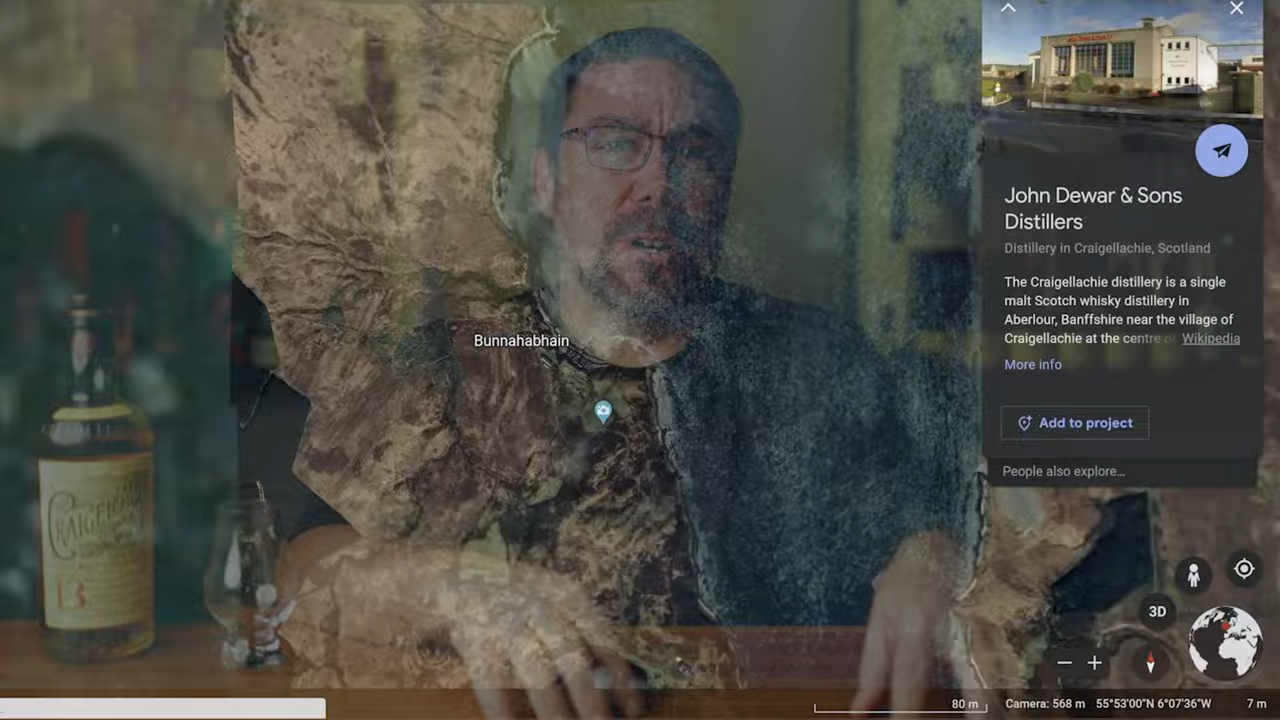 John Dewar & Sons
Distillers
Distillery in Craigellachie, Scotland
The Craigellachie distillery is a single
malt Scotch whisky distillery in
Aberlour, Banffshire near the village of
Craigellachie at the centre of Wikipedia
More info
Bunnahabhain
Add to project
People also explore…
13
3D
80 m
Camera: 568 m 55°53'00"N 6°07'36"W 7 m